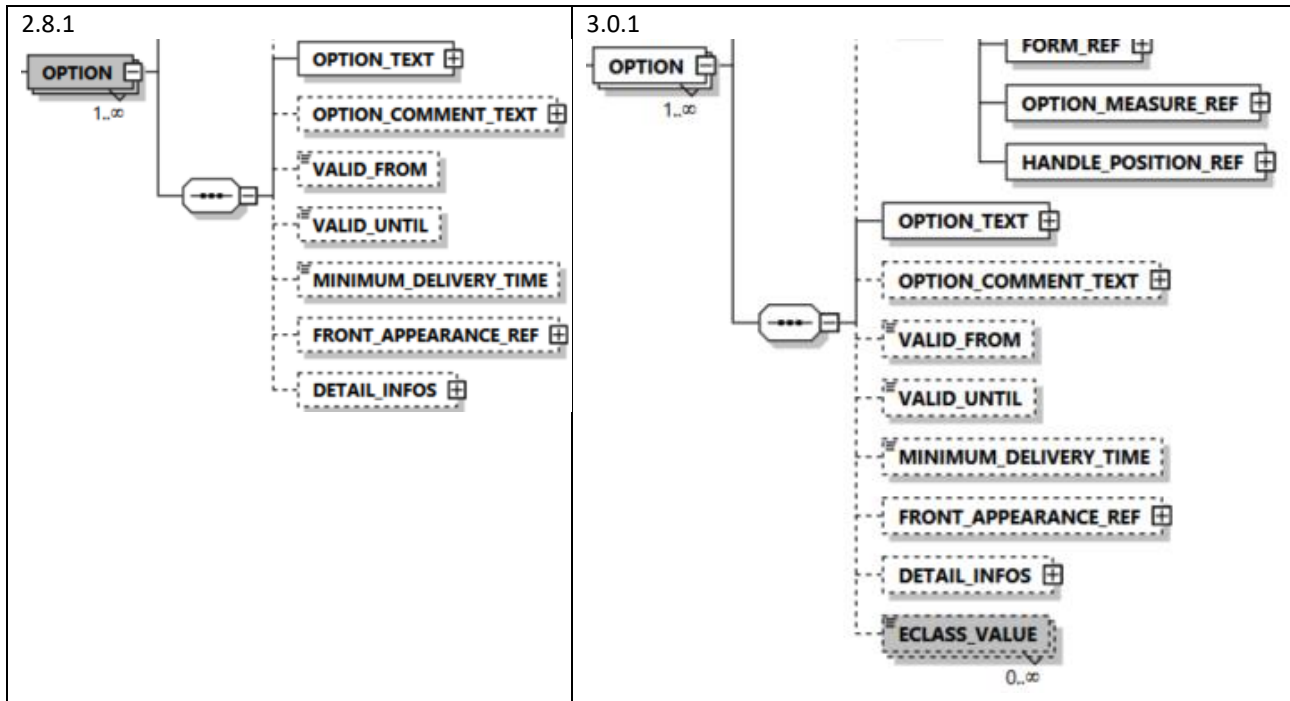 2.8.1
OPTION
1..∞
OPTION_TEXT
OPTION_COMMENT_TEXT
VALID_FROM
VALID_UNTIL
MINIMUM_DELIVERY_TIME
FRONT_APPEARANCE_REF
DETAIL_INFOS
3.0.1
OPTION
1..∞
FORM_REF
OPTION_MEASURE_REF
HANDLE_POSITION_REF
OPTION_TEXT
OPTION_COMMENT_TEXT
VALID_FROM
VALID_UNTIL
MINIMUM_DELIVERY_TIME
FRONT_APPEARANCE_REF
DETAIL_INFOS
ECLASS_VALUE
0..∞